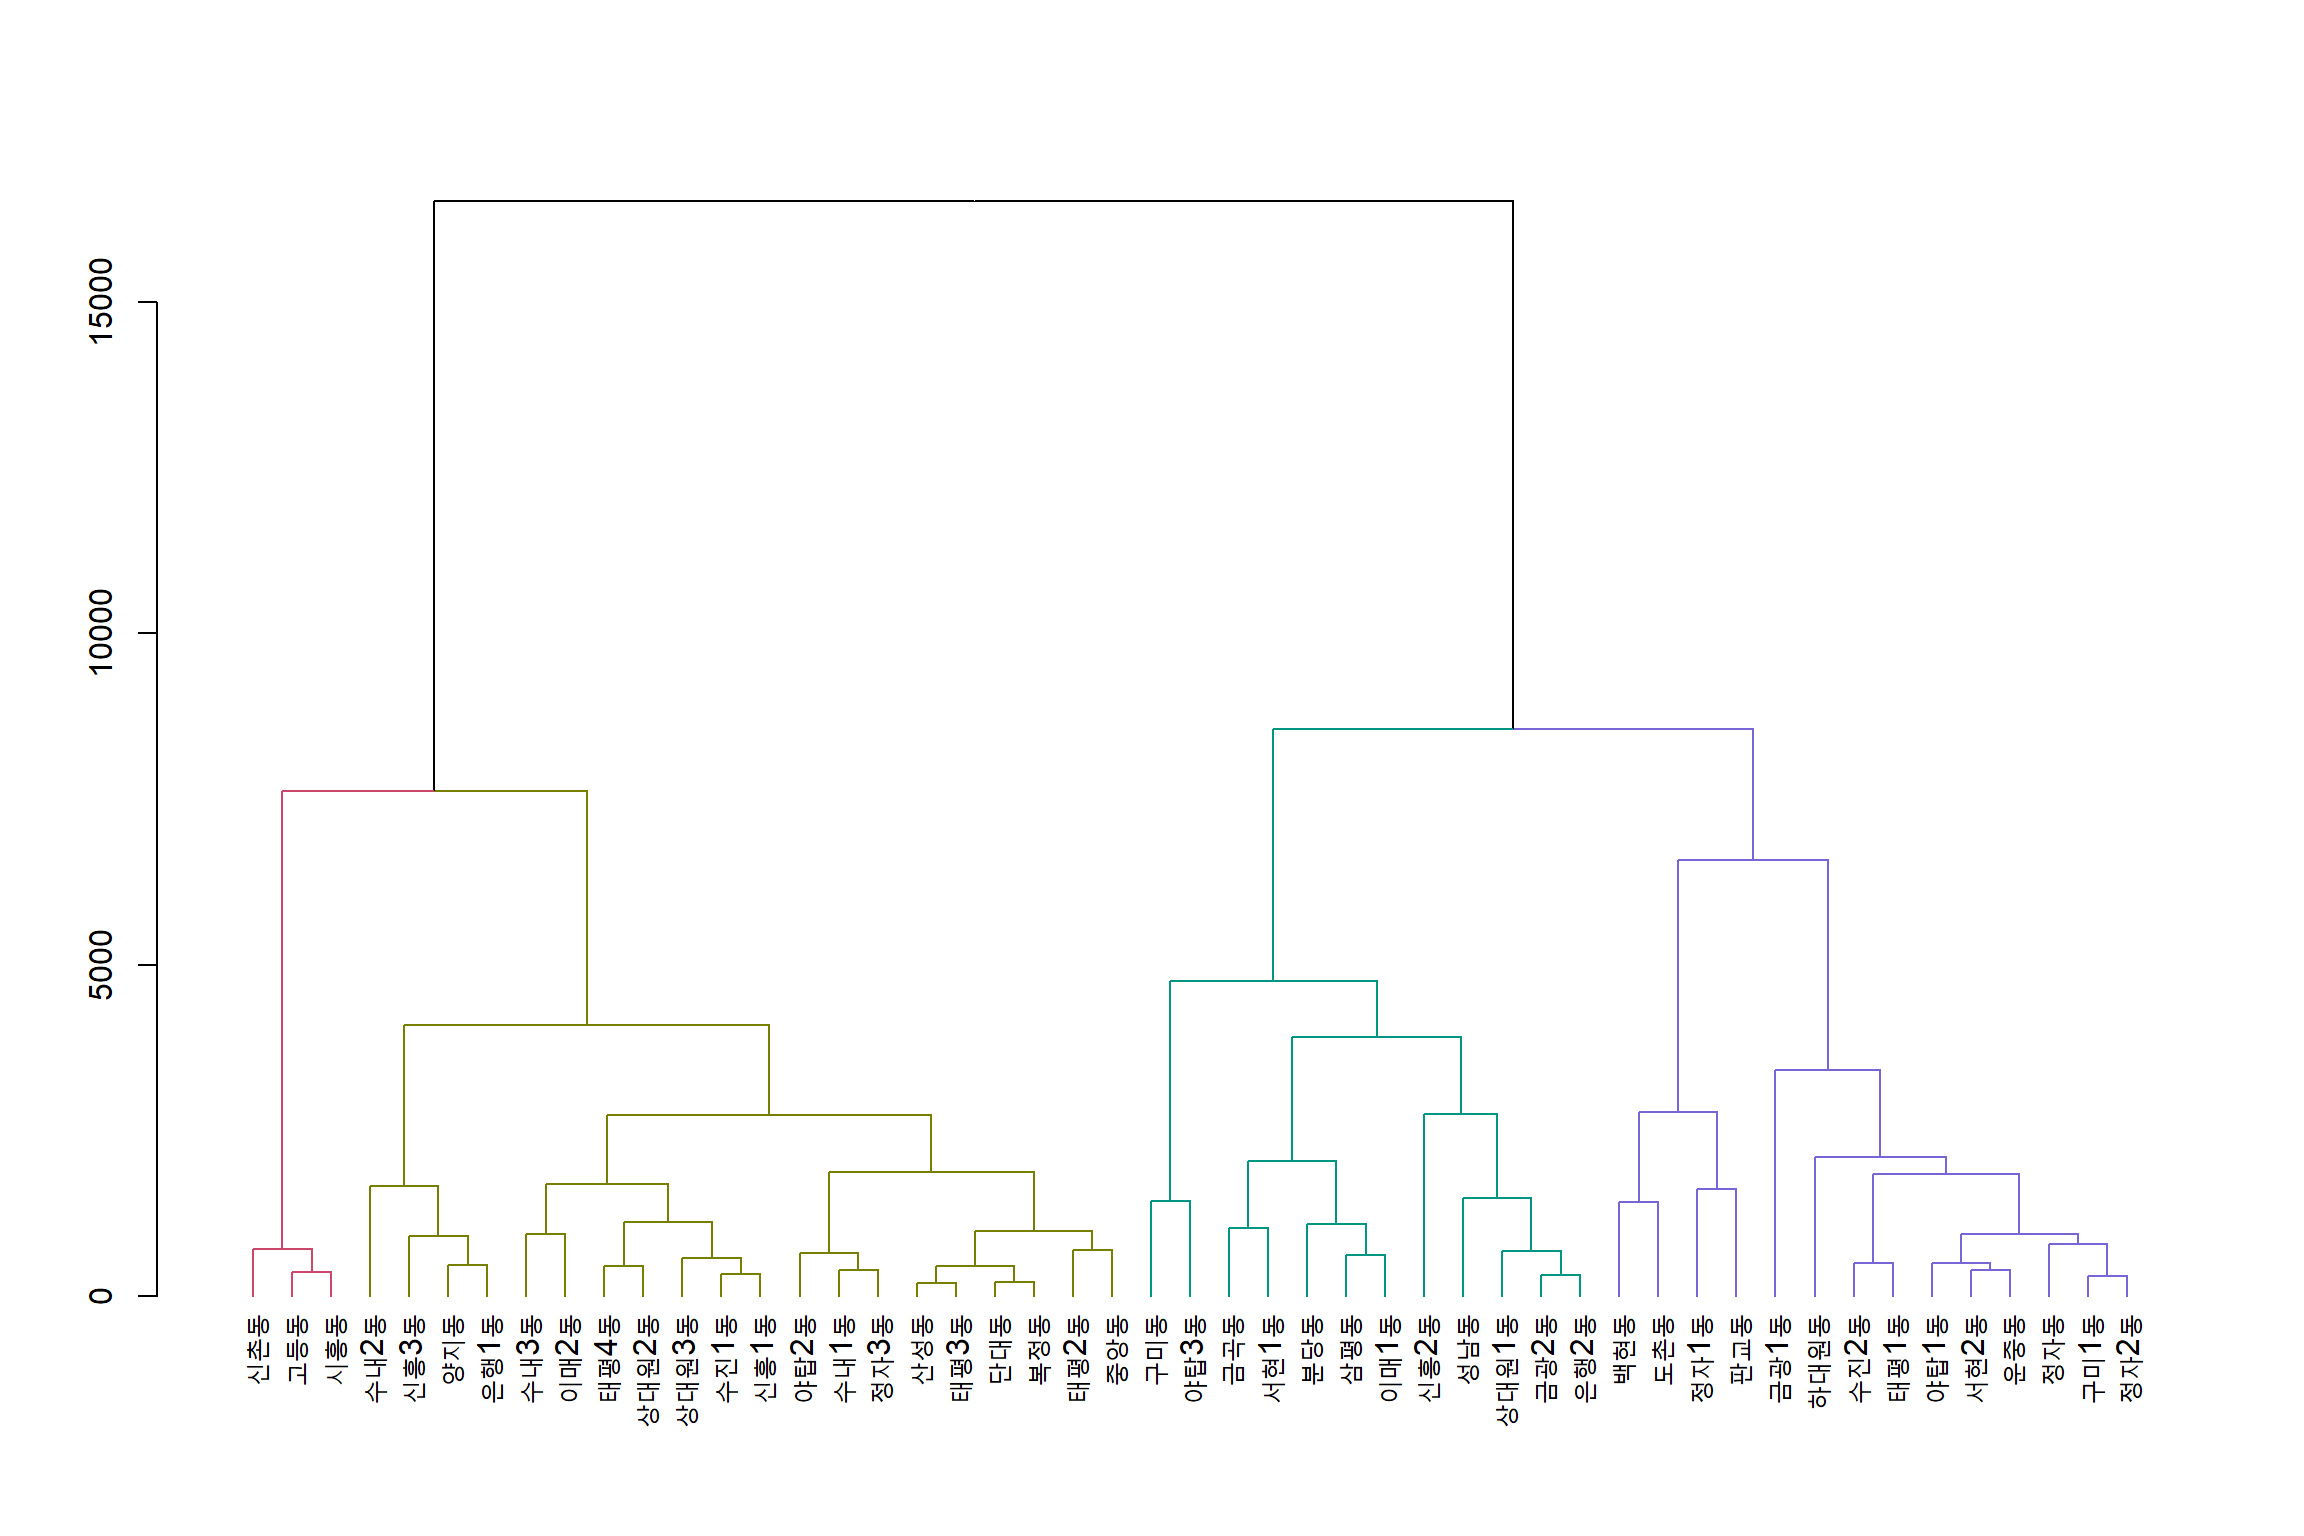 15000
10000
5000
0
신촌동
고등동
시흥동
수내2동
신흥3동
양지동
은행1동
수내3동
이매2동
태평4동
상대원2동
상대원3동
수진1동
신흥1동
야탑2동
수내1동
정자3동
산성동
태평3동
단대동
복정동
태평2동
중앙동
구미동
야탑3동
금곡동
서현1동
분당동
삼평동
이매1동
신흥2동
성남동
상대원1동
금광2동
은행2동
백현동
도촌동
정자1동
판교동
금광1동
하대원동
수진2동
태평1동
야탑1동
서현2동
운중동
정자동
구미1동
정자2동